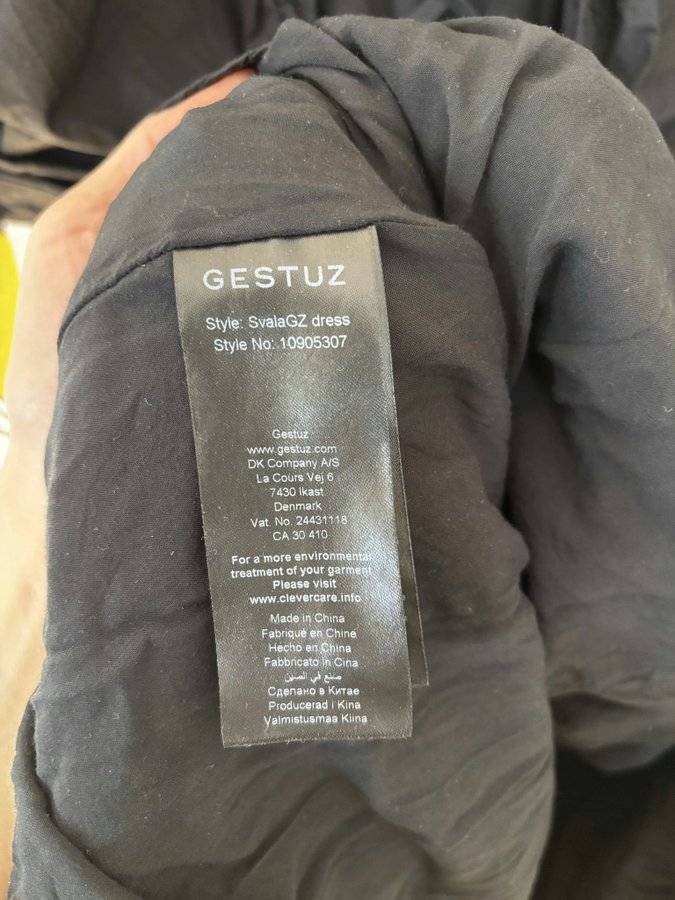 GESTUZ
Style: SvalaGZ dress
Style No: 10905307
Gestuz
www.gestuz.com
DK Company A/S
La Cours Vej 6
7430 Ikast
Denmark
Vat. No. 24431118
CA 30 410
For a more environmental
treatment of your garment
Please visit
www.clevercare.info
Made in China
Fabriqué en Chine
Hecho en China
Fabbricato in Cina
صنع في الصين
Сделано в Китае
Producerad i Kina
Valmistusmaa Kiina